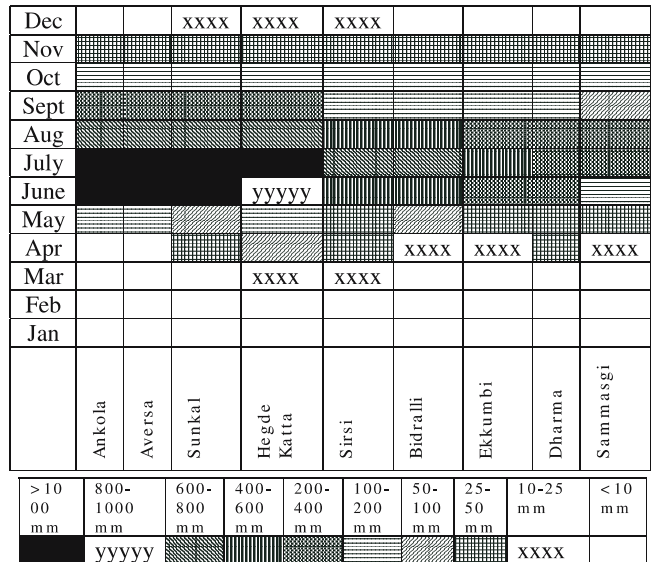 Dec xxxx xxxx xxxx
Nov
Oct
Sept
Aug
July
June yyyyy
May
Apr xxxx xxxx xxxx
Mar xxxx xxxx
Feb
Jan
Ankola
Aversa
Sunkal
Hegde
Katta
Sirsi
Bidralli
Ekkumbi
Dharma
Sammasgi
>10 800- 600- 400- 200- 100- 50- 25- 10-25 <10
00 1000 800 600 400 200 100 50 mm mm
mm mm mm mm mm mm mm mm
yyyyy xxxx